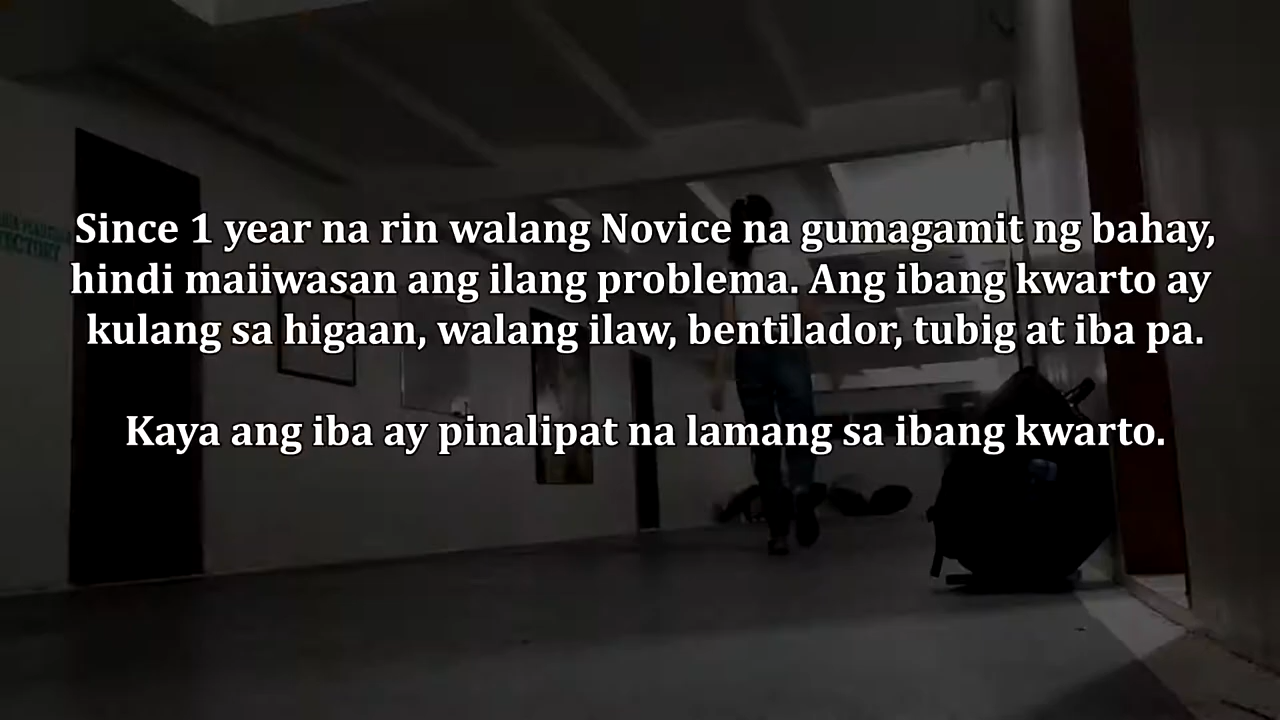 Since 1 year na rin walang Novice na gumagamit ng bahay,
hindi maiiwasan ang ilang problema. Ang ibang kwarto ay
kulang sa higaan, walang ilaw, bentilador, tubig at iba pa.
Kaya ang iba ay pinalipat na lamang sa ibang kwarto.